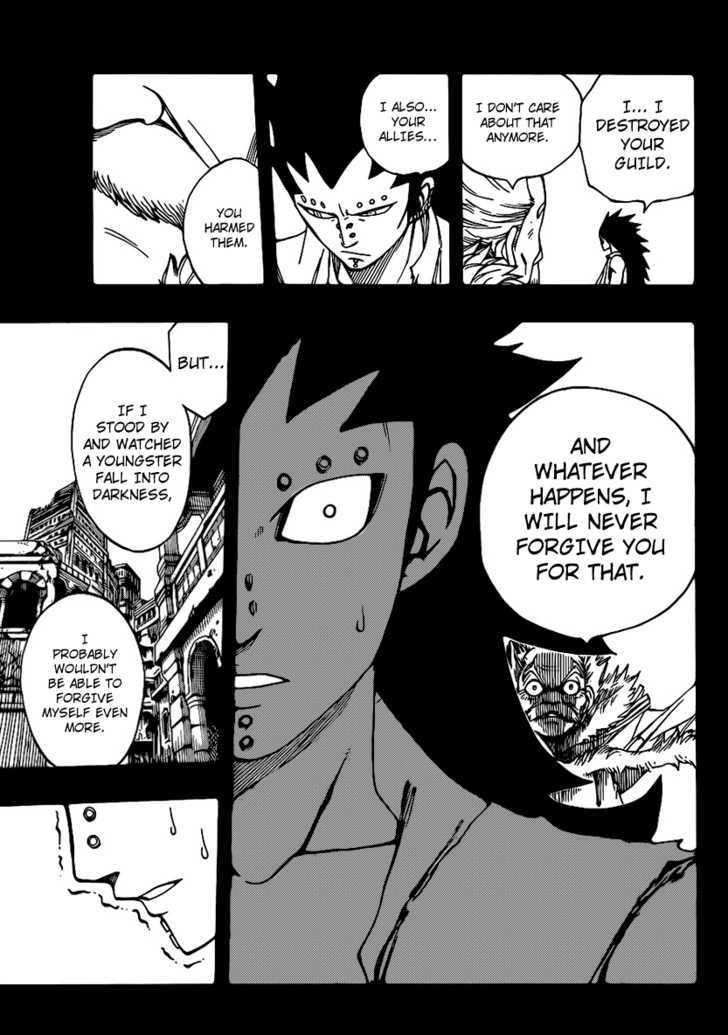 I... I
DESTROYED
YOUR
GUILD.
I DON'T CARE
ABOUT THAT
ANYMORE.
I ALSO...
YOUR
ALLIES...
YOU
HARMED
THEM.
AND
WHATEVER
HAPPENS, I
WILL NEVER
FORGIVE YOU
FOR THAT.
BUT...
IF I
STOOD BY
AND WATCHED
A YOUNGSTER
FALL INTO
DARKNESS,
I
PROBABLY
WOULDN'T
BE ABLE TO
FORGIVE
MYSELF EVEN
MORE.